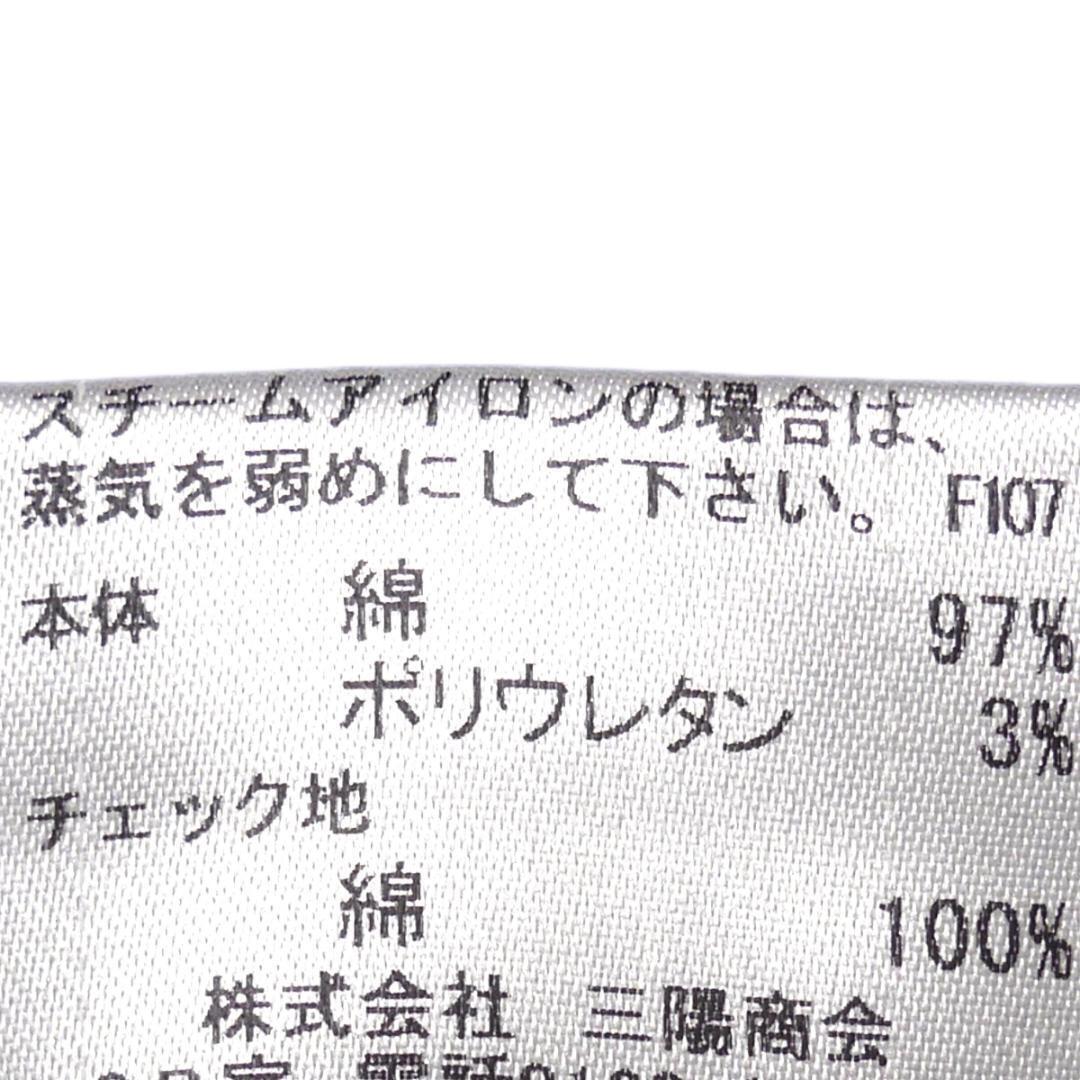 スチームアイロンの場合は、
蒸気を弱めにして下さい。 F107
本体 綿 97%
ポリウレタン 3%
チェック地
綿 100%
株式会社 三陽商会